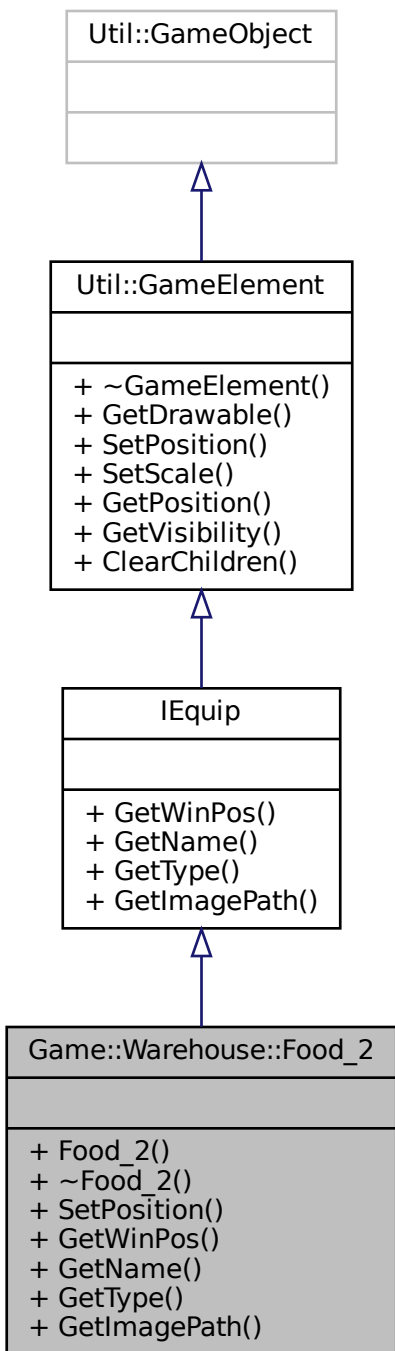 Util::GameObject
Util::GameElement
+ ~GameElement()
+ GetDrawable()
+ SetPosition()
+ SetScale()
+ GetPosition()
+ GetVisibility()
+ ClearChildren()
IEquip
+ GetWinPos()
+ GetName()
+ GetType()
+ GetImagePath()
Game::Warehouse::Food_2
+ Food_2()
+ ~Food_2()
+ SetPosition()
+ GetWinPos()
+ GetName()
+ GetType()
+ GetImagePath()